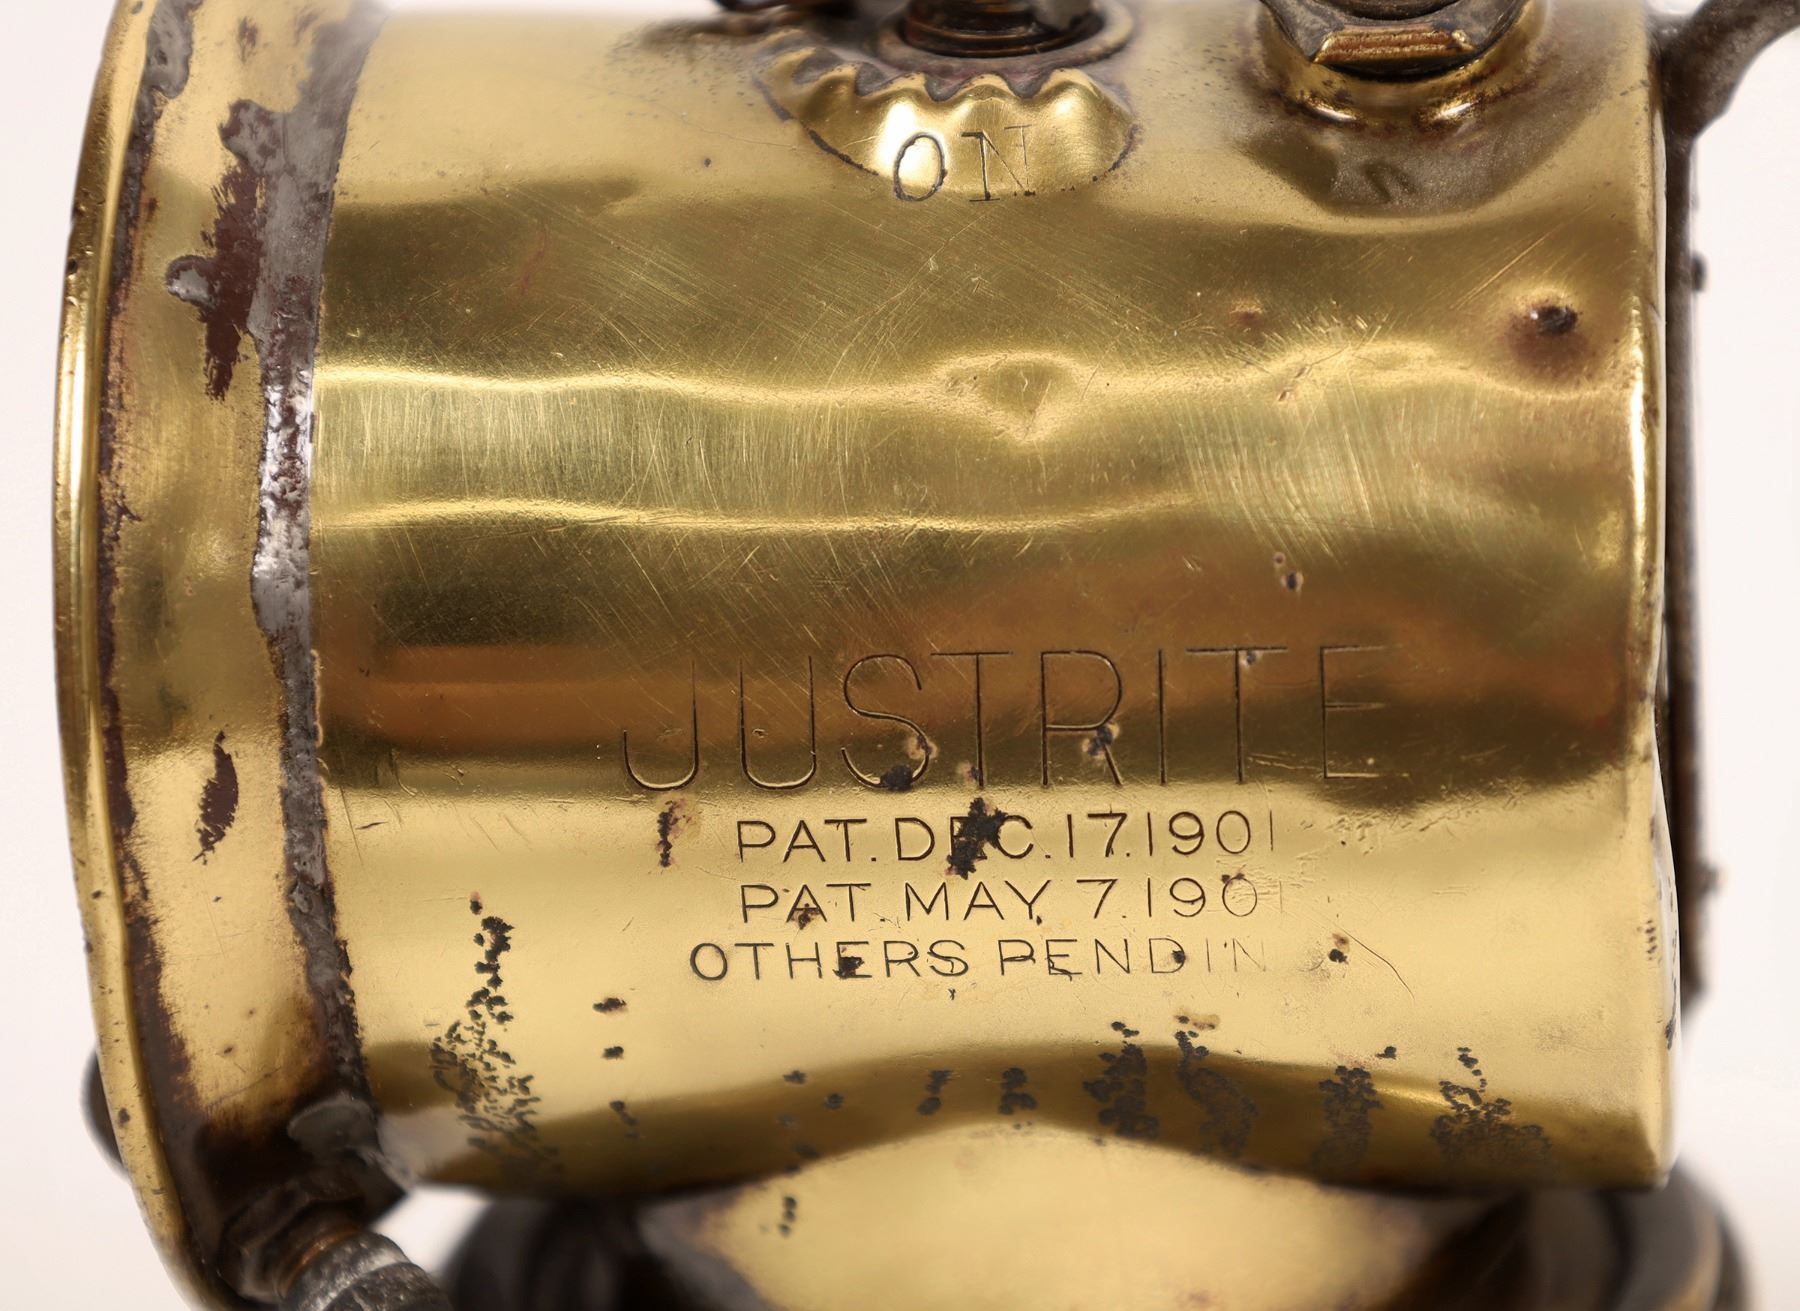 ON
JUSTRITE
PAT. DEC. 17. 1901
PAT. MAY 7. 1901
OTHERS PENDIN